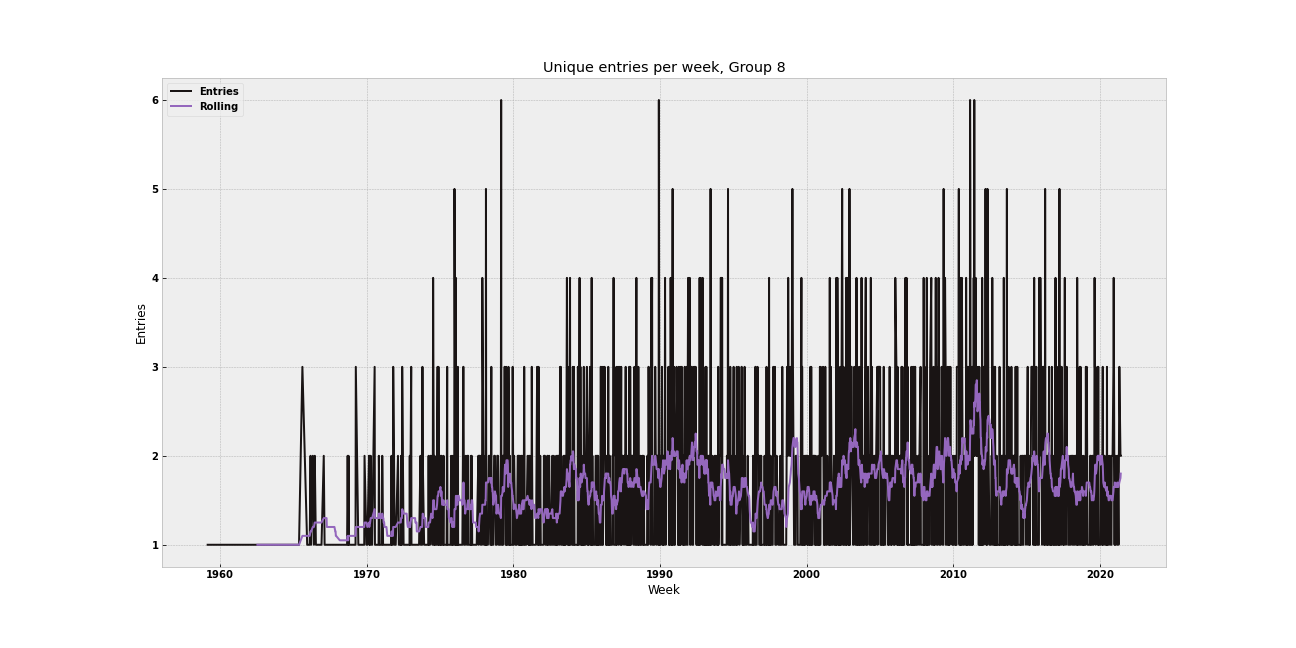 Unique entries per week, Group 8
Entries
Rolling
6
5
4
3
2
1
Entries
1960 1970 1980 1990 2000 2010 2020
Week